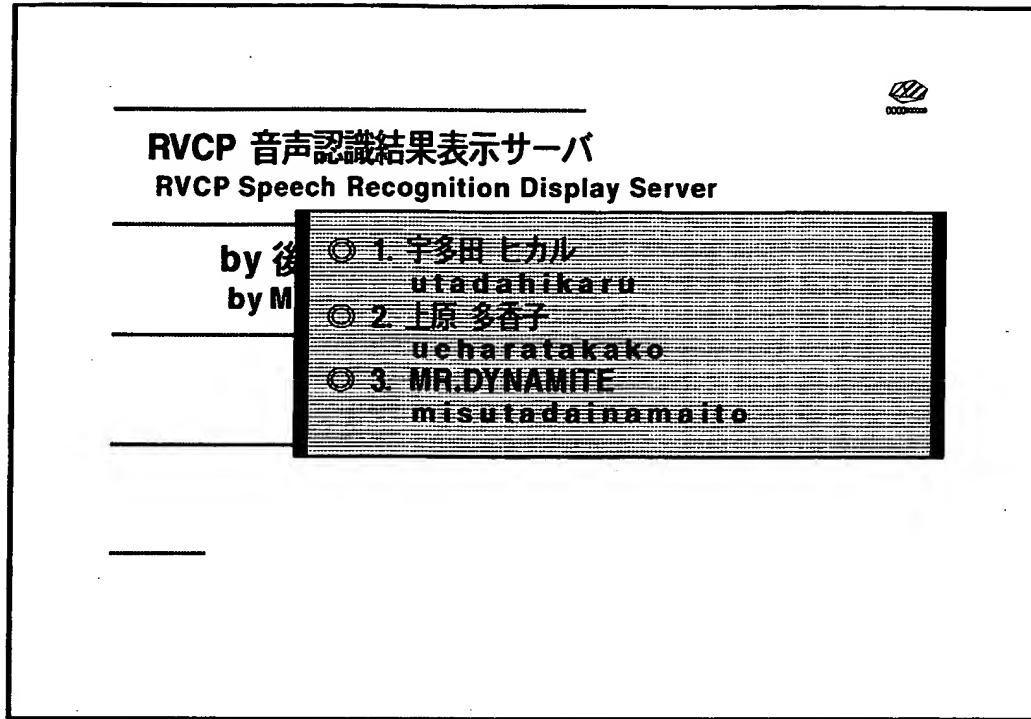 RVCP 音声認識結果表示サーバ
RVCP Speech Recognition Display Server
by 後
by M
◎ 1. 宇多田 ヒカル
utadahikaru
◎ 2. 上原 多香子
ueharatakako
◎ 3. MR.DYNAMITE
misutadainamaito